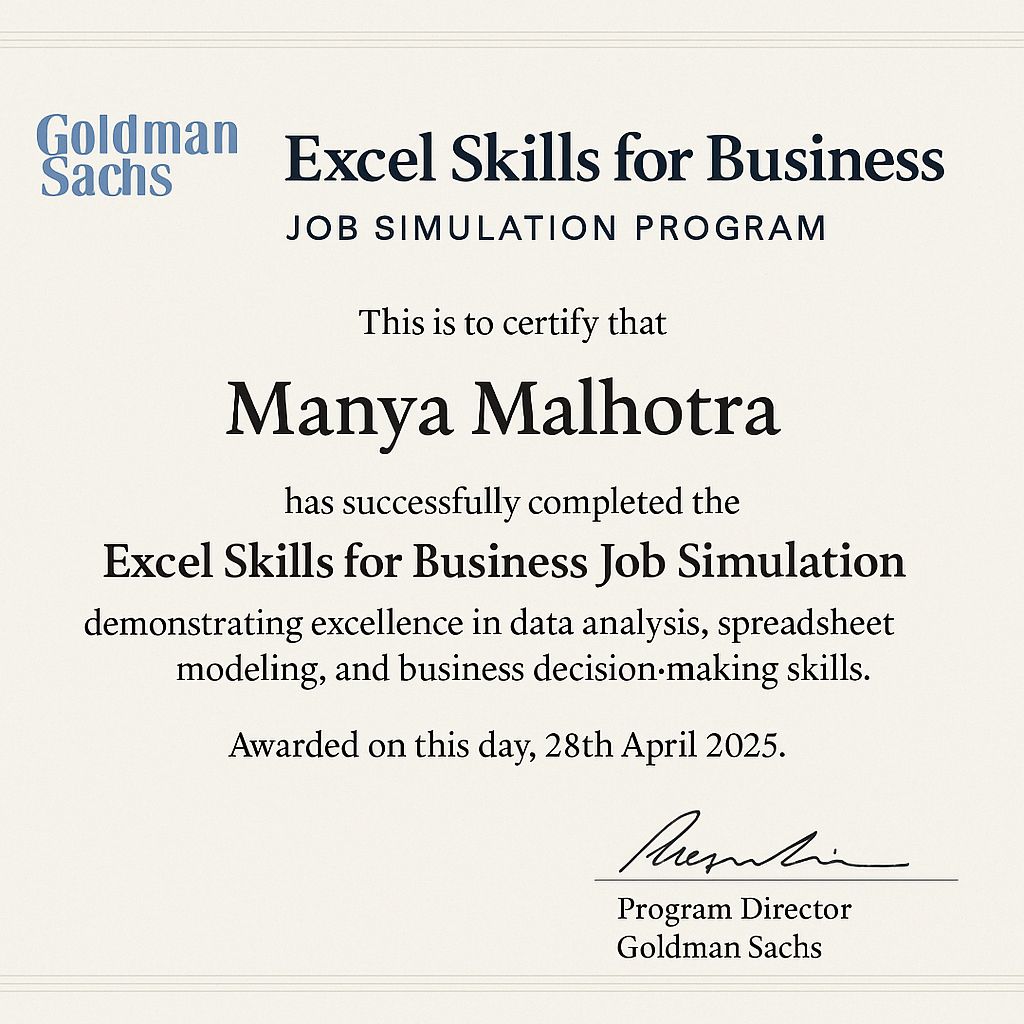 Goldman
Sachs
Excel Skills for Business
JOB SIMULATION PROGRAM
This is to certify that
Manya Malhotra
has successfully completed the
Excel Skills for Business Job Simulation
demonstrating excellence in data analysis, spreadsheet
modeling, and business decision·making skills.
Awarded on this day, 28th April 2025.
Program Director
Goldman Sachs